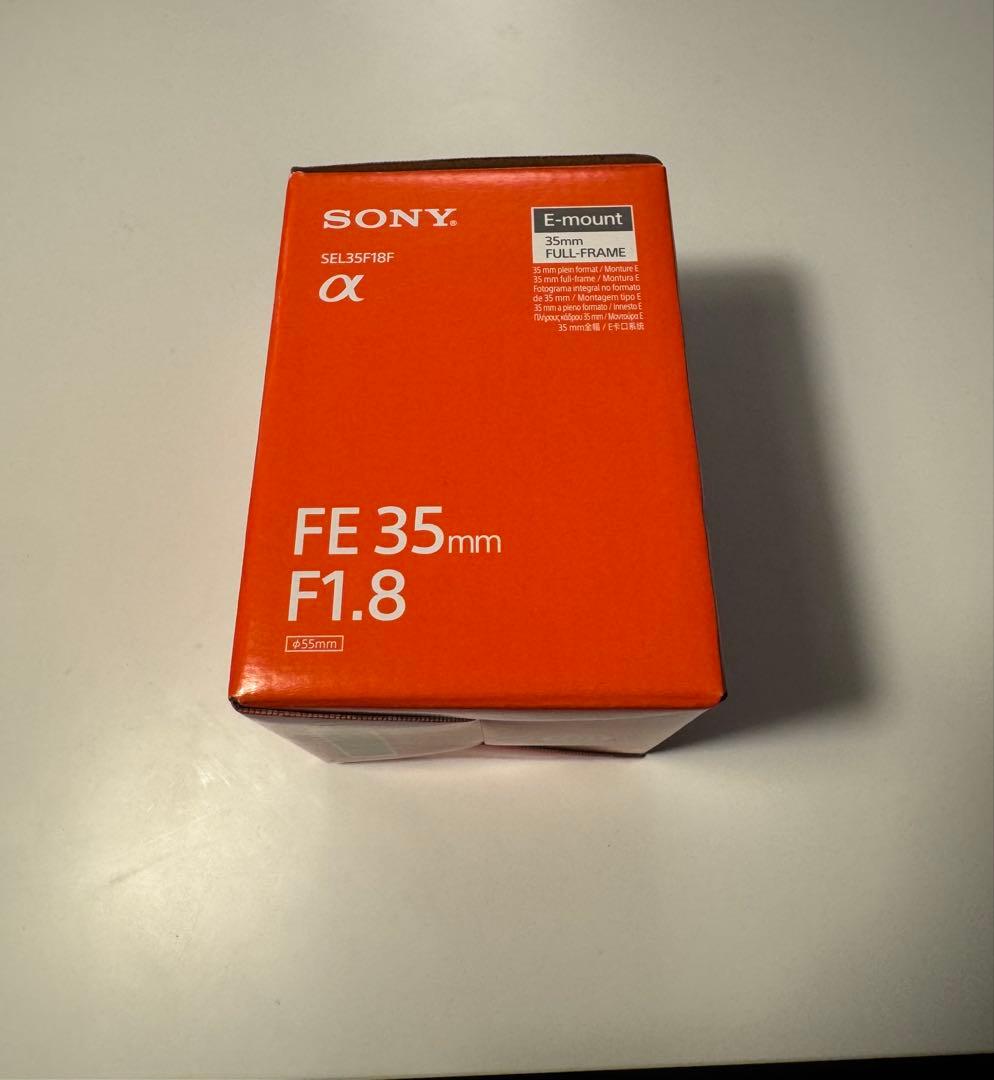 SONY®
SEL35F18F
α
E-mount
35mm
FULL-FRAME
35 mm plein format / Monture E
35 mm full-frame / Montura E
Fotograma integral no formato
de 35 mm / Montagem tipo E
35 mm a pieno formato / Innesto E
Πλήρους κάδρου 35 mm / Μοντούρα E
35 mm全幅 / E卡口系统
FE 35mm
F1.8
φ55mm